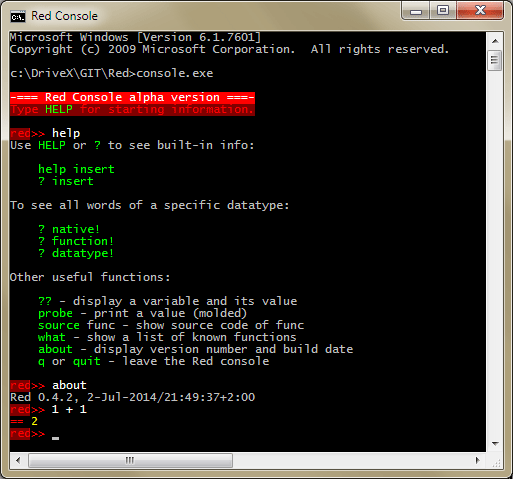 Red Console
Microsoft Windows [Version 6.1.7601]
Copyright (c) 2009 Microsoft Corporation.  All rights reserved.
c:\DriveX\GIT\Red>console.exe
-=== Red Console alpha version ===-
Type HELP for starting information.
red>> help
Use HELP or ? to see built-in info:
help insert
? insert
To see all words of a specific datatype:
? native!
? function!
? datatype!
Other useful functions:
?? - display a variable and its value
probe - print a value (molded)
source func - show source code of func
what - show a list of known functions
about - display version number and build date
q or quit - leave the Red console
red>> about
Red 0.4.2, 2-Jul-2014/21:49:37+2:00
red>> 1 + 1
== 2
red>> _